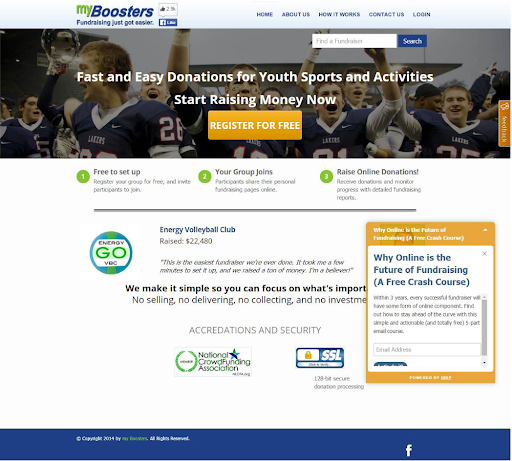 myBoosters
Fundraising just got easier.
2.9k
Like
HOME ABOUT US HOW IT WORKS CONTACT US LOGIN
Find a Fundraiser Search
Fast and Easy Donations for Youth Sports and Activities
Start Raising Money Now
REGISTER FOR FREE
LAKERS
26
LAKERS
28
LAKERS
feedback
1 Free to set up
Register your group for free, and invite
participants to join.
2 Your Group Joins
Participants share their personal
fundraising pages online.
3 Raise Online Donations!
Receive donations and monitor
progress with detailed fundraising
reports.
ENERGY
GO
VBC
Energy Volleyball Club
Raised: $22,480
"This is the easiest fundraiser we're ever done. It took me a few
minutes to set it up, and we raised a ton of money. I'm a believer!"
We make it simple so you can focus on what's import
No selling, no delivering, no collecting, and no investme
ACCREDATIONS AND SECURITY
MEMBER
National
CrowdFunding
Association
NLCFA.org
SSL
128-bit secure
donation processing
Why Online is the Future of
Fundraising (A Free Crash Course)
Why Online is the
Future of Fundraising
(A Free Crash Course)
Within 3 years, every successful fundraiser will
have some form of online component. Find
out how to stay ahead of the curve with this
simple and actionable (and totally free) 5-part
email course.
Email Address
POWERED BY DRIP
© Copyright 2014 by my Boosters. All Rights Reserved.
f